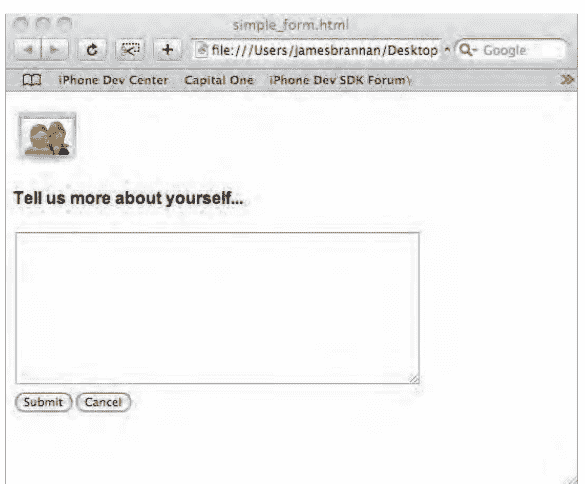 simple_form.html
file:///Users/jamesbrannan/Desktop Google
iPhone Dev Center Capital One iPhone Dev SDK Forum\
Tell us more about yourself...
Submit Cancel